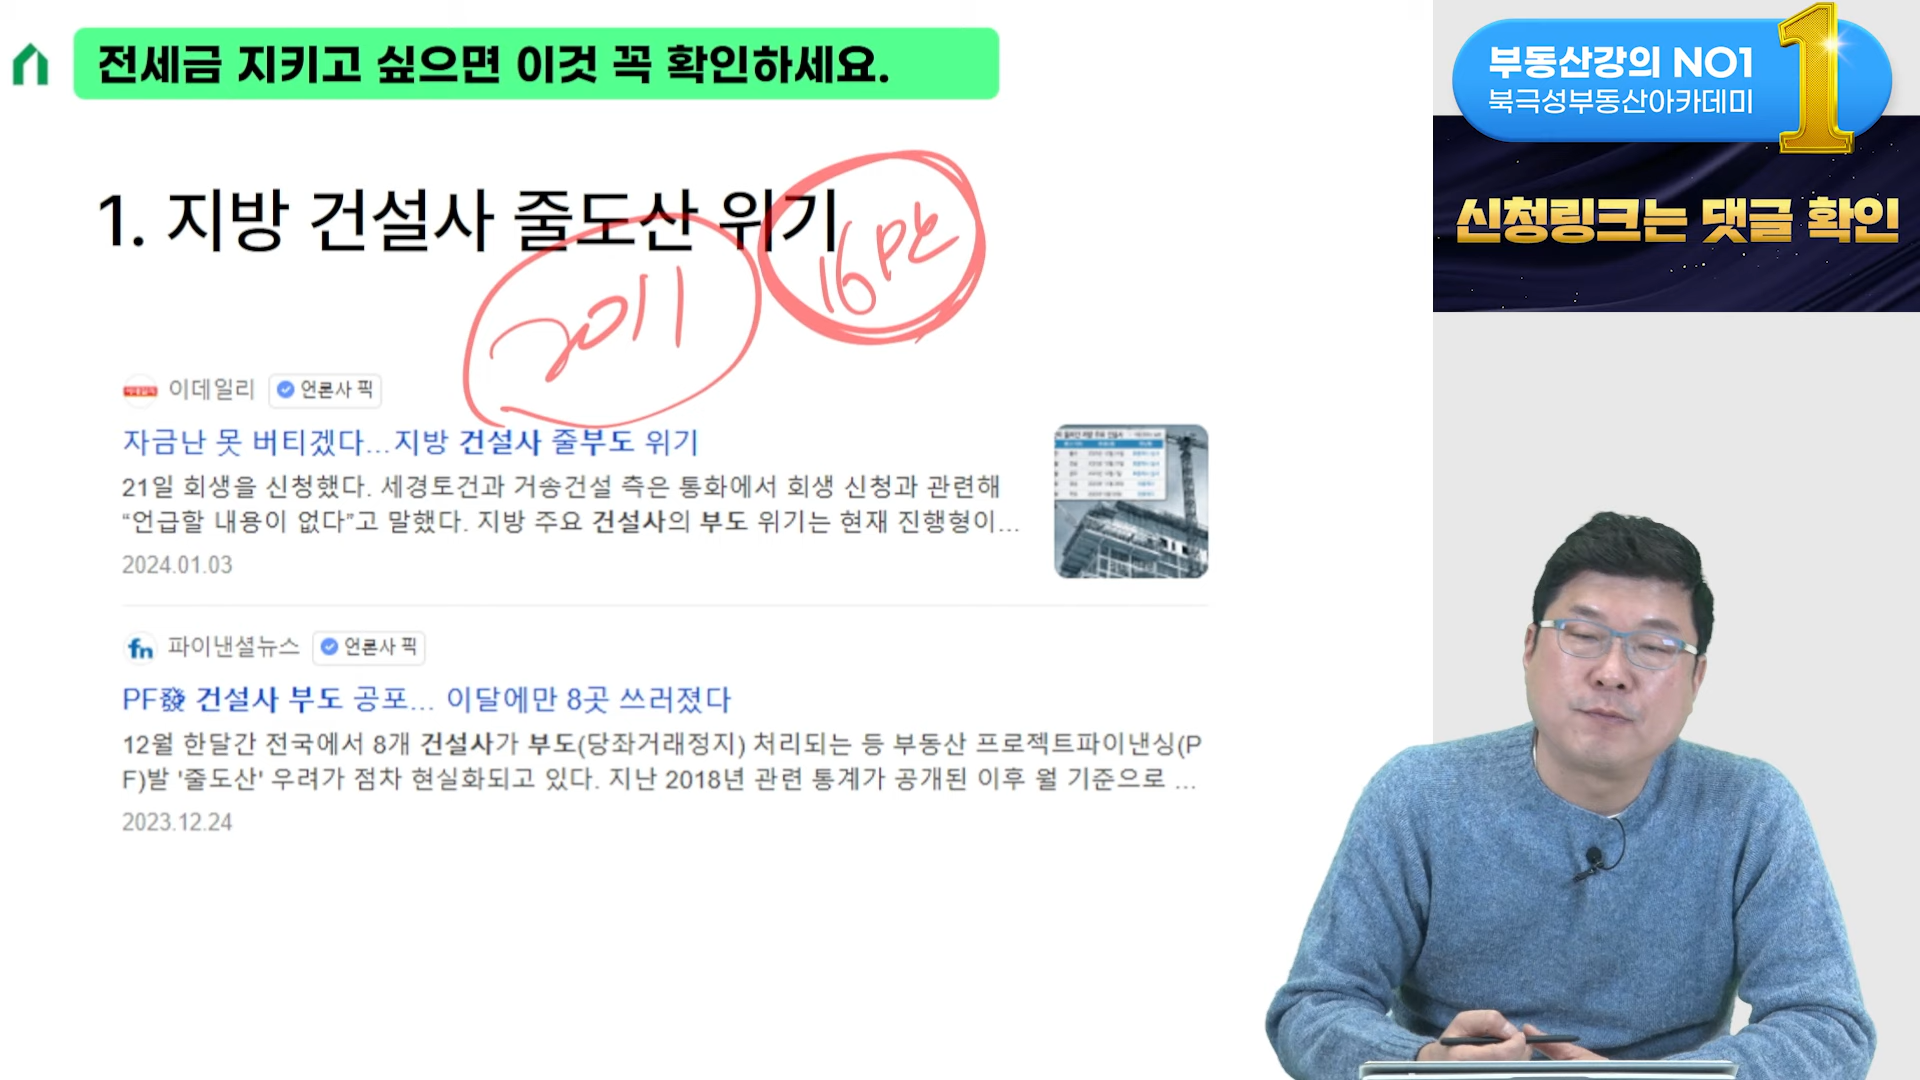 전세금 지키고 싶으면 이것 꼭 확인하세요.
1. 지방 건설사 줄도산 위기
16만
2011
이데일리 언론사 픽
자금난 못 버티겠다...지방 건설사 줄부도 위기
21일 회생을 신청했다. 세경토건과 거송건설 측은 통화에서 회생 신청과 관련해
“언급할 내용이 없다”고 말했다. 지방 주요 건설사의 부도 위기는 현재 진행형이...
2024.01.03
fn 파이낸셜뉴스 언론사 픽
PF發 건설사 부도 공포... 이달에만 8곳 쓰러졌다
12월 한달간 전국에서 8개 건설사가 부도(당좌거래정지) 처리되는 등 부동산 프로젝트파이낸싱(P
F)발 '줄도산' 우려가 점차 현실화되고 있다. 지난 2018년 관련 통계가 공개된 이후 월 기준으로 ...
2023.12.24
부동산강의 NO1
북극성부동산아카데미
1
신청링크는 댓글 확인